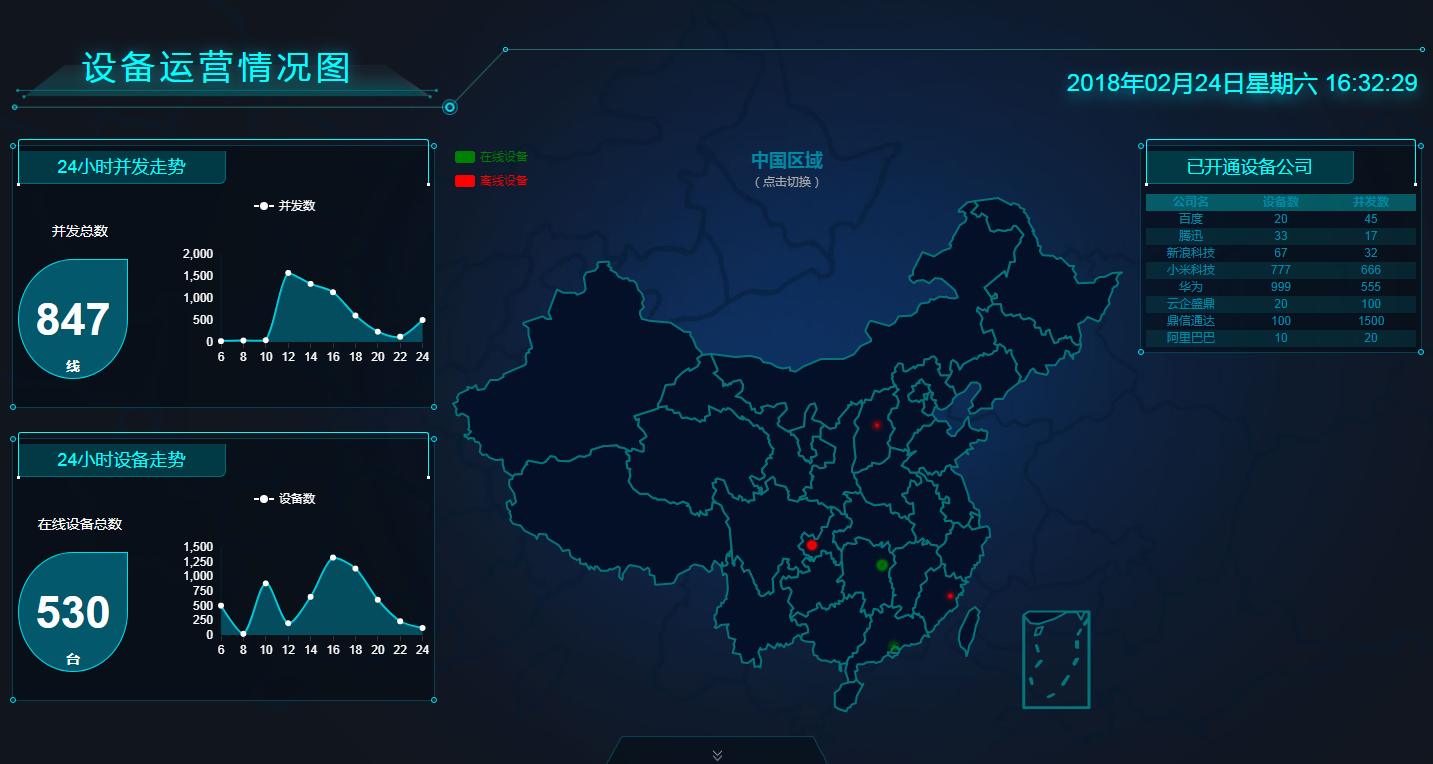 设备运营情况图
2018年02月24日星期六 16:32:29
24小时并发走势
并发数
并发总数
847
线
2,000
1,500
1,000
500
0
6 8 10 12 14 16 18 20 22 24
24小时设备走势
设备数
在线设备总数
530
台
1,500
1,250
1,000
750
500
250
0
6 8 10 12 14 16 18 20 22 24
在线设备
离线设备
中国区域
（点击切换）
已开通设备公司
公司名 设备数 并发数
百度 20 45
腾迅 33 17
新浪科技 67 32
小米科技 777 666
华为 999 555
云企盛鼎 20 100
鼎信通达 100 1500
阿里巴巴 10 20